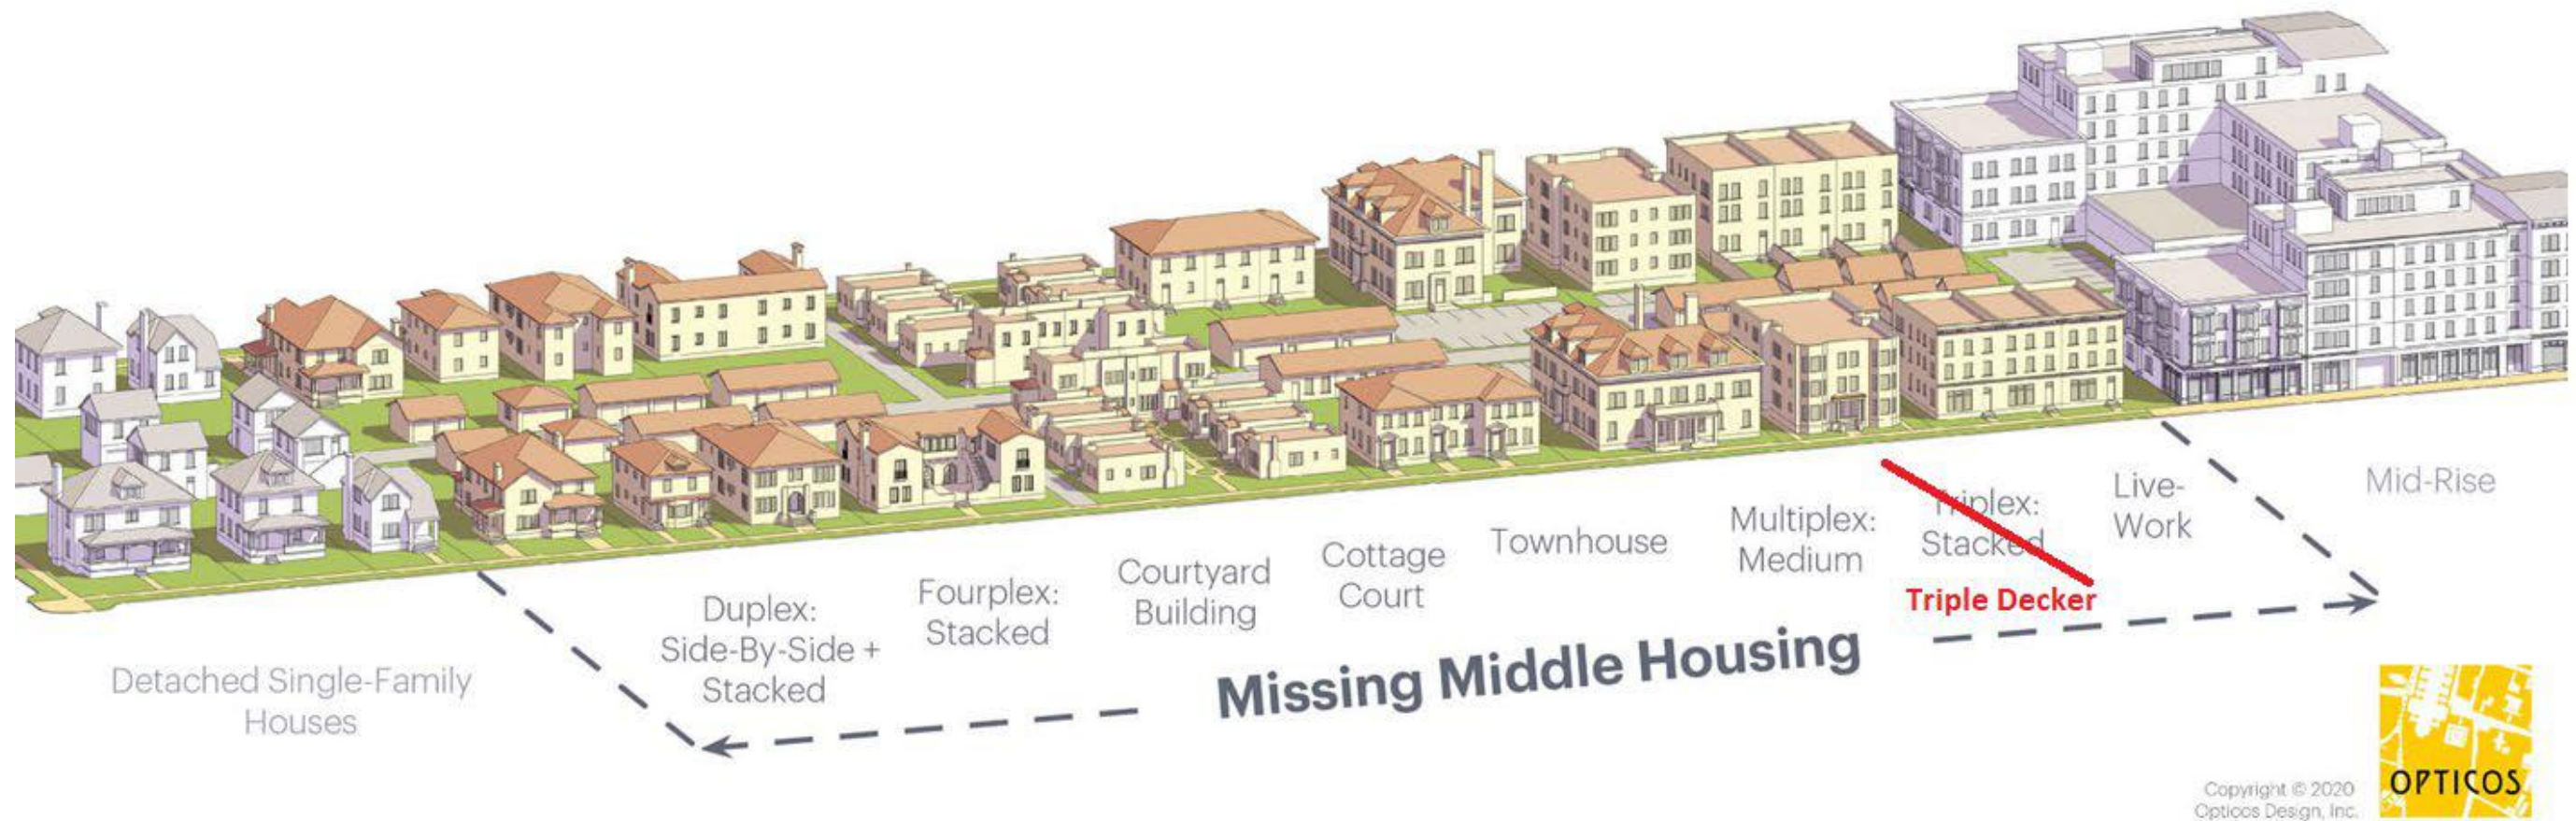 Detached Single-Family
Houses
Duplex:
Side-By-Side +
Stacked
Fourplex:
Stacked
Courtyard
Building
Cottage
Court
Townhouse
Multiplex:
Medium
Triplex:
Stacked
Triple Decker
Live-
Work
Mid-Rise
Missing Middle Housing
Copyright © 2020
Opticos Design, Inc.
OPTICOS